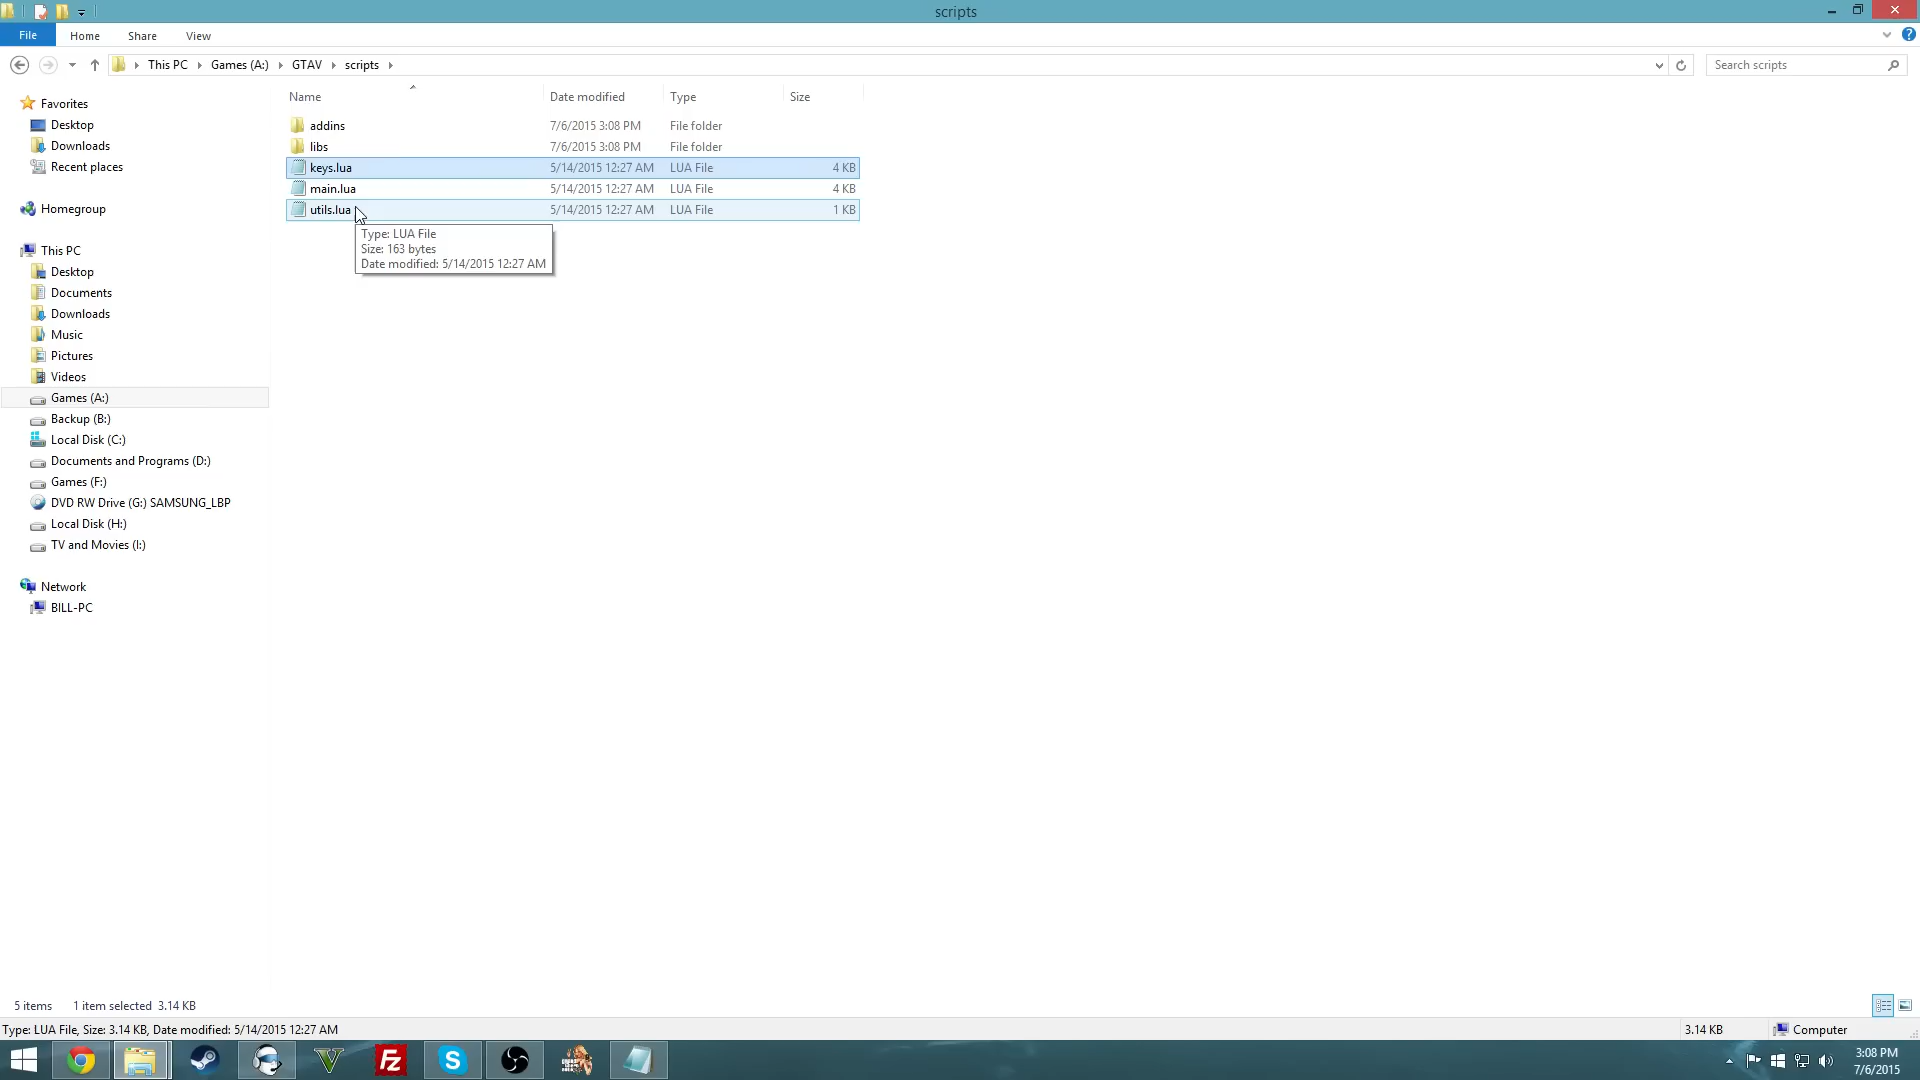 scripts
File Home Share View
This PC Games (A:) GTAV scripts Search scripts
Name Date modified Type Size
addins 7/6/2015 3:08 PM File folder
libs 7/6/2015 3:08 PM File folder
keys.lua 5/14/2015 12:27 AM LUA File 4 KB
main.lua 5/14/2015 12:27 AM LUA File 4 KB
utils.lua 5/14/2015 12:27 AM LUA File 1 KB
Type: LUA File
Size: 163 bytes
Date modified: 5/14/2015 12:27 AM
Favorites
Desktop
Downloads
Recent places
Homegroup
This PC
Desktop
Documents
Downloads
Music
Pictures
Videos
Games (A:)
Backup (B:)
Local Disk (C:)
Documents and Programs (D:)
Games (F:)
DVD RW Drive (G:) SAMSUNG_LBP
Local Disk (H:)
TV and Movies (I:)
Network
BILL-PC
5 items 1 item selected 3.14 KB
Type: LUA File, Size: 3.14 KB, Date modified: 5/14/2015 12:27 AM 3.14 KB Computer
3:08 PM
7/6/2015